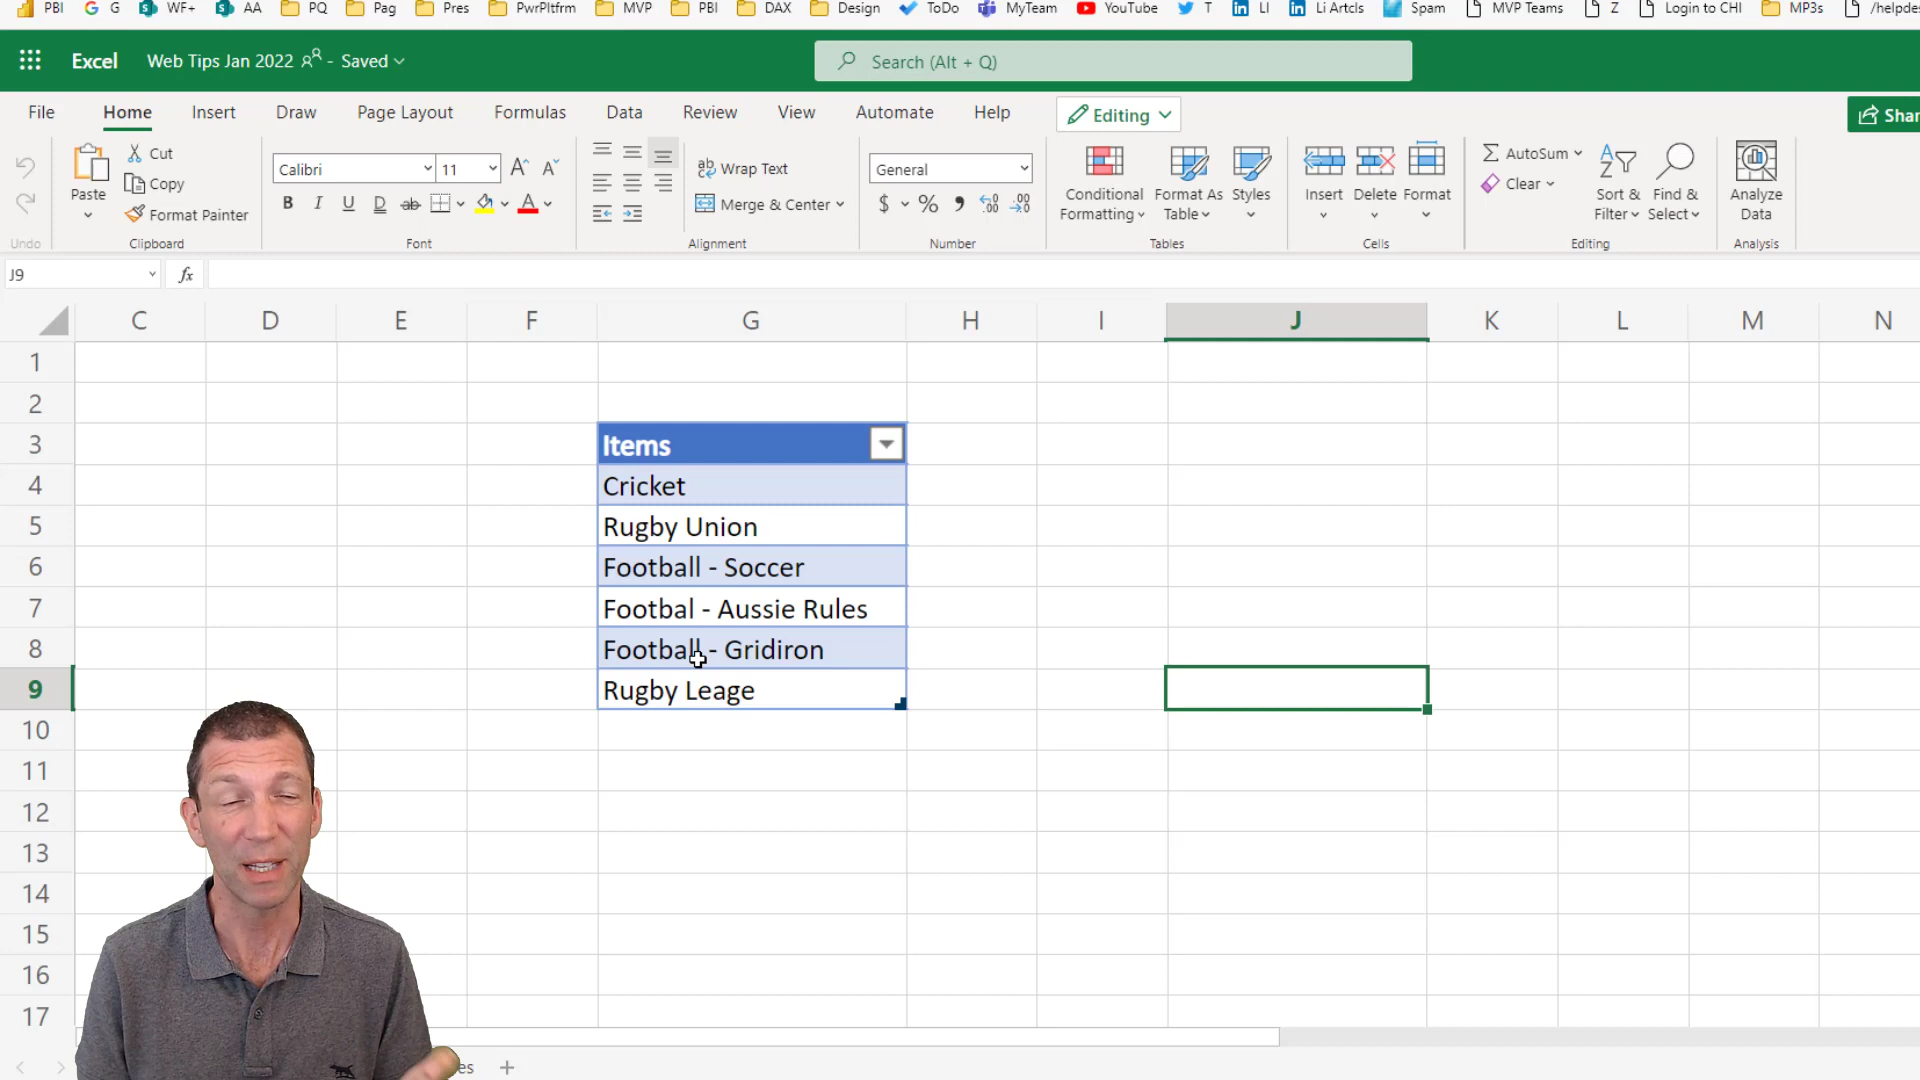 PBI G WF+ AA PQ Pag Pres PwrPltfrm MVP PBI DAX Design ToDo MyTeam YouTube T LI Li Artcls Spam MVP Teams Z Login to CHI MP3s
Excel Web Tips Jan 2022 - Saved Search (Alt + Q)
File Home Insert Draw Page Layout Formulas Data Review View Automate Help Editing
Paste Cut Copy Format Painter
Undo Clipboard
Calibri 11
B I U D ab A
Font
ab Wrap Text
Merge & Center
Alignment
General
$ % 9 .00
Number
Conditional Formatting Format As Table Styles
Tables
Insert Delete Format
Cells
AutoSum
Clear
Sort & Filter Find & Select
Editing
Analyze Data
Analysis
J9 fx
C D E F G H I J K L M N
1
2
3 Items
4 Cricket
5 Rugby Union
6 Football - Soccer
7 Footbal - Aussie Rules
8 Football - Gridiron
9 Rugby Leage
10
11
12
13
14
15
16
17